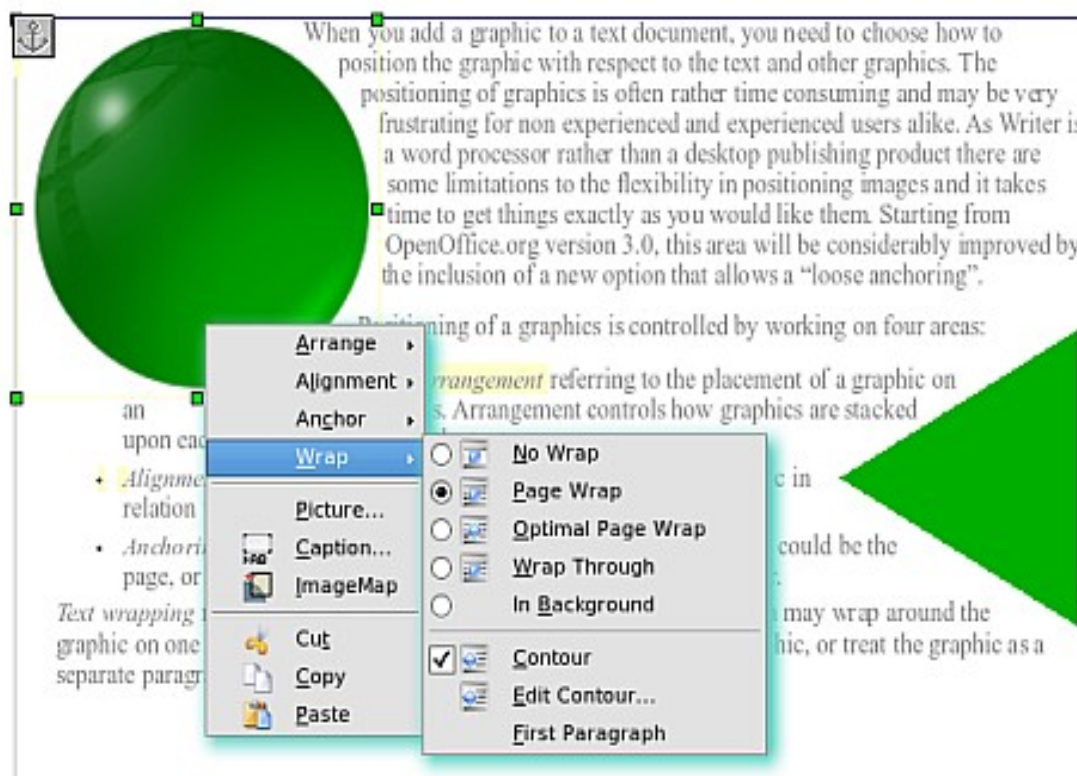 When you add a graphic to a text document, you need to choose how to
position the graphic with respect to the text and other graphics. The
positioning of graphics is often rather time consuming and may be very
frustrating for non experienced and experienced users alike. As Writer is
a word processor rather than a desktop publishing product there are
some limitations to the flexibility in positioning images and it takes
time to get things exactly as you would like them. Starting from
OpenOffice.org version 3.0, this area will be considerably improved by
the inclusion of a new option that allows a “loose anchoring”.
Positioning of a graphics is controlled by working on four areas:
referring to the placement of a graphic on
an
Arrangement controls how graphics are stacked
upon
• 
relation
in
• 
could be the
page, or
Text wrapping
may wrap around the
graphic on one
or treat the graphic as a
separate
Arrange
Alignment
Anchor
Wrap
Picture...
Caption...
ImageMap
Cut
Copy
Paste
No Wrap
Page Wrap
Optimal Page Wrap
Wrap Through
In Background
Contour
Edit Contour...
First Paragraph